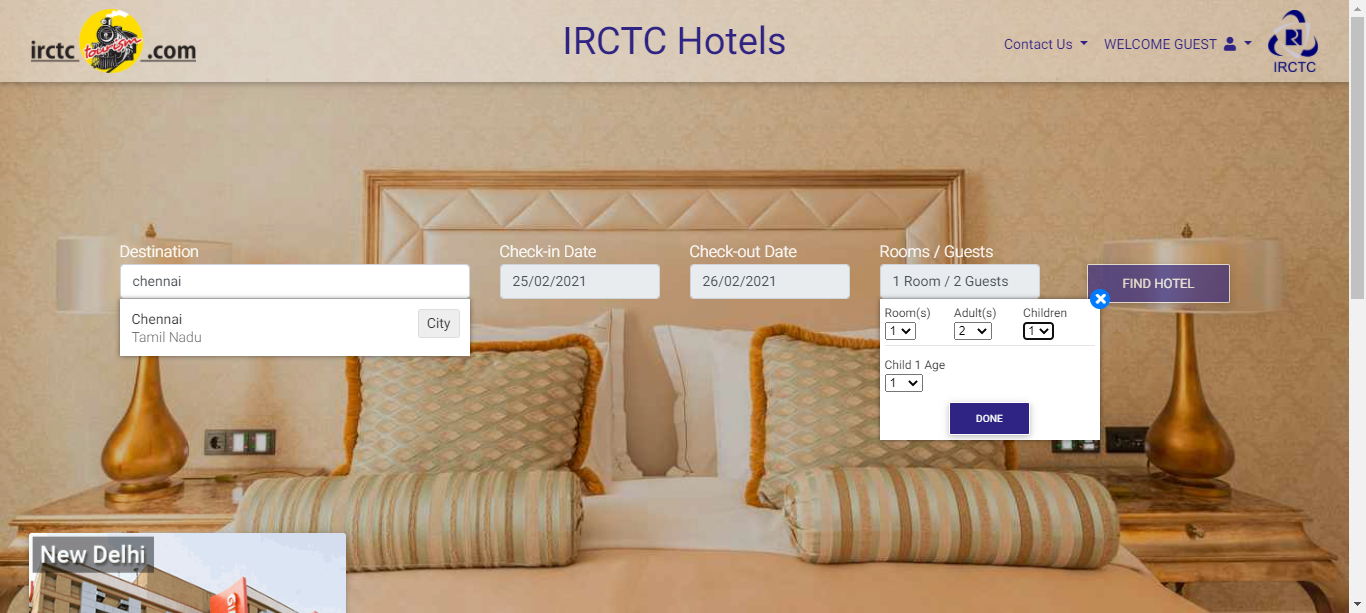 irctc tourism .com
IRCTC Hotels
Contact Us
WELCOME GUEST
IRCTC
Destination
Check-in Date
Check-out Date
Rooms / Guests
chennai
25/02/2021
26/02/2021
1 Room / 2 Guests
FIND HOTEL
Chennai
Tamil Nadu
City
Room(s)
Adult(s)
Children
1
2
1
Child 1 Age
1
DONE
New Delhi